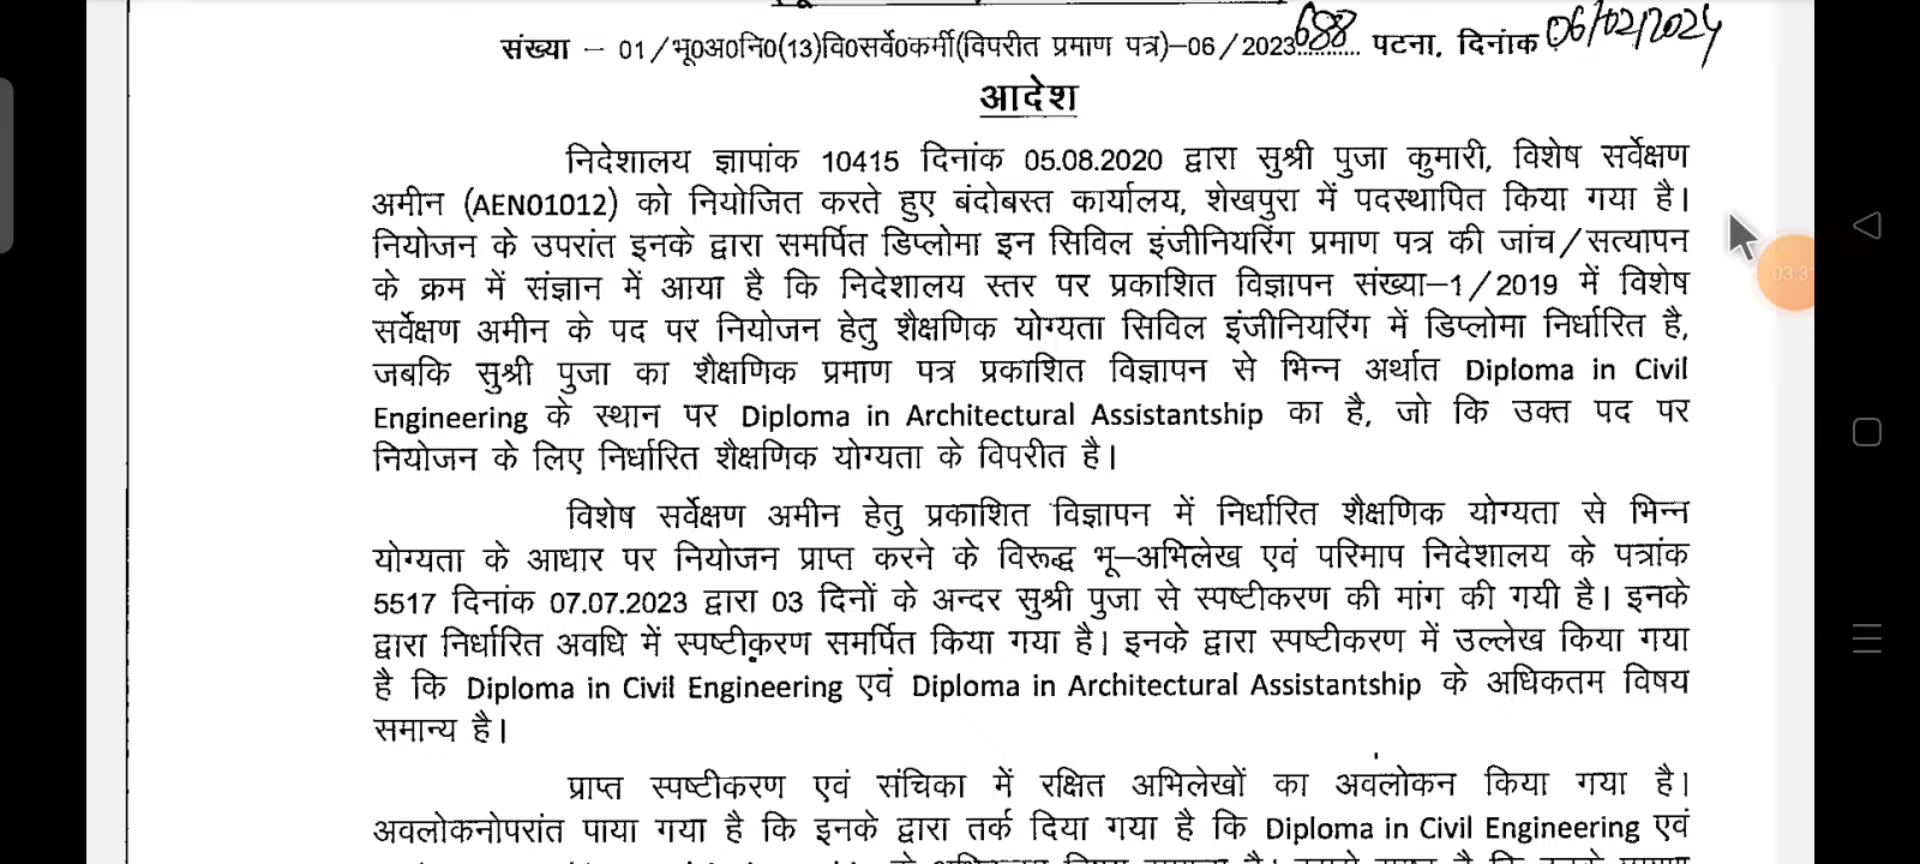 संख्या – 01/भू0अ0नि0(13)वि0सर्वे0कर्मी(विपरीत प्रमाण पत्र)–06/2023 688 पटना, दिनांक 06/02/2024
आदेश
निदेशालय ज्ञापांक 10415 दिनांक 05.08.2020 द्वारा सुश्री पुजा कुमारी, विशेष सर्वेक्षण
अमीन (AEN01012) को नियोजित करते हुए बंदोबस्त कार्यालय, शेखपुरा में पदस्थापित किया गया है।
नियोजन के उपरांत इनके द्वारा समर्पित डिप्लोमा इन सिविल इंजीनियरिंग प्रमाण पत्र की जांच/सत्यापन
के क्रम में संज्ञान में आया है कि निदेशालय स्तर पर प्रकाशित विज्ञापन संख्या–1/2019 में विशेष
सर्वेक्षण अमीन के पद पर नियोजन हेतु शैक्षणिक योग्यता सिविल इंजीनियरिंग में डिप्लोमा निर्धारित है,
जबकि सुश्री पुजा का शैक्षणिक प्रमाण पत्र प्रकाशित विज्ञापन से भिन्न अर्थात Diploma in Civil
Engineering के स्थान पर Diploma in Architectural Assistantship का है, जो कि उक्त पद पर
नियोजन के लिए निर्धारित शैक्षणिक योग्यता के विपरीत है।
विशेष सर्वेक्षण अमीन हेतु प्रकाशित विज्ञापन में निर्धारित शैक्षणिक योग्यता से भिन्न
योग्यता के आधार पर नियोजन प्राप्त करने के विरूद्ध भू–अभिलेख एवं परिमाप निदेशालय के पत्रांक
5517 दिनांक 07.07.2023 द्वारा 03 दिनों के अन्दर सुश्री पुजा से स्पष्टीकरण की मांग की गयी है। इनके
द्वारा निर्धारित अवधि में स्पष्टीकरण समर्पित किया गया है। इनके द्वारा स्पष्टीकरण में उल्लेख किया गया
है कि Diploma in Civil Engineering एवं Diploma in Architectural Assistantship के अधिकतम विषय
समान्य है।
प्राप्त स्पष्टीकरण एवं संचिका में रक्षित अभिलेखों का अवलोकन किया गया है।
अवलोकनोपरांत पाया गया है कि इनके द्वारा तर्क दिया गया है कि Diploma in Civil Engineering एवं